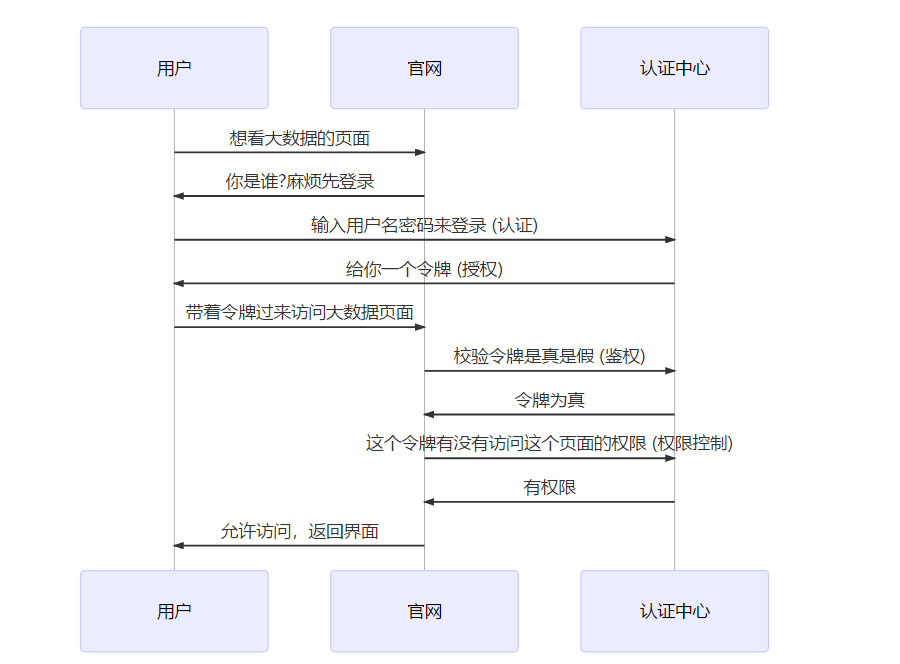 用户
官网
认证中心
想看大数据的页面
你是谁?麻烦先登录
输入用户名密码来登录 (认证)
给你一个令牌 (授权)
带着令牌过来访问大数据页面
校验令牌是真是假 (鉴权)
令牌为真
这个令牌有没有访问这个页面的权限 (权限控制)
有权限
允许访问，返回界面
用户
官网
认证中心